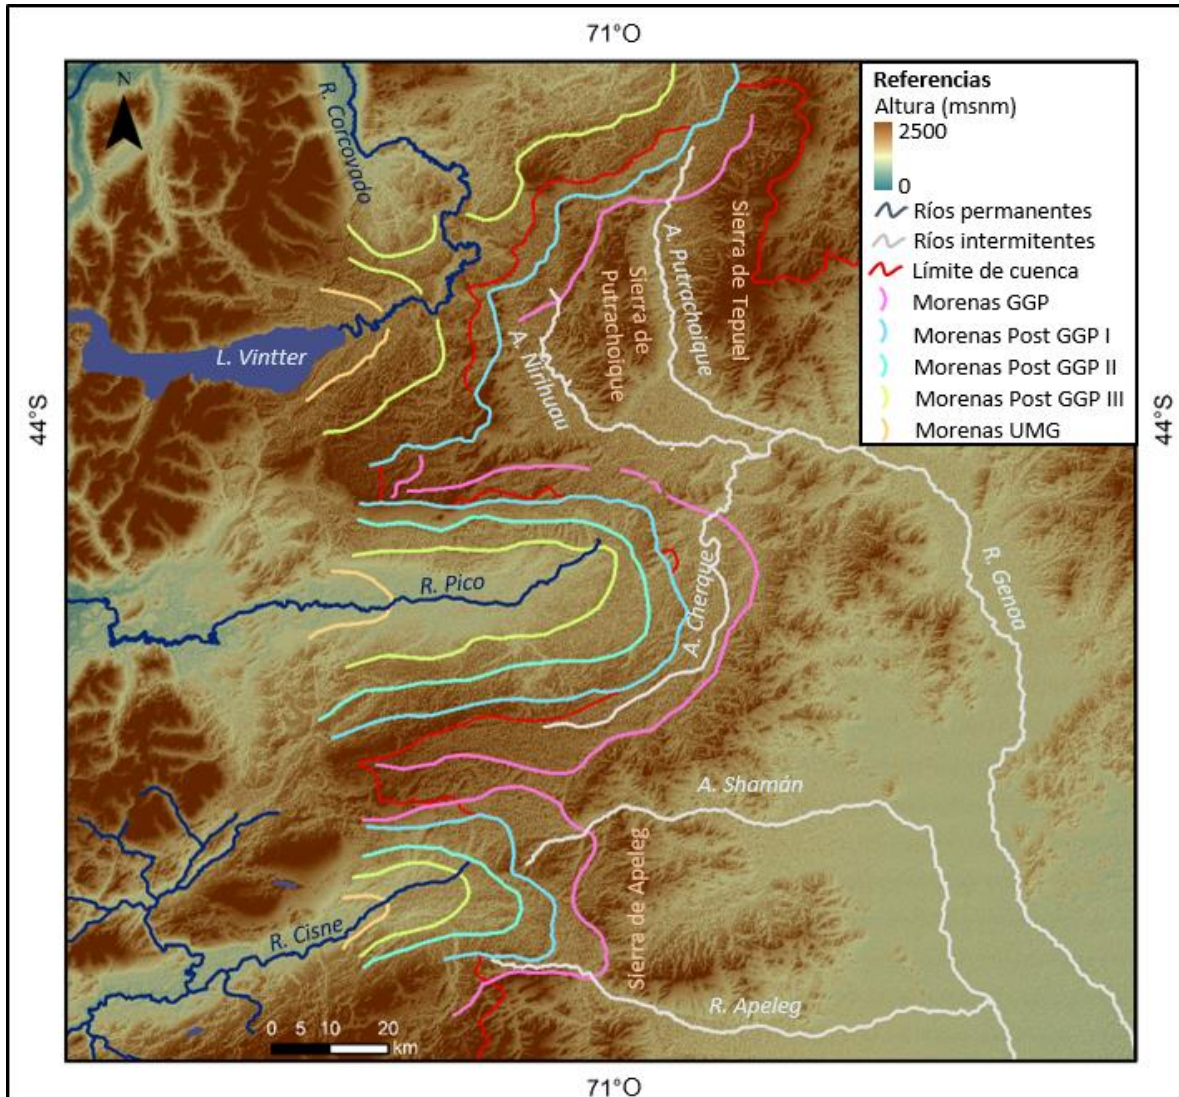 71°O
N
R. Corcovado
Referencias
Altura (msnm)
2500
0
Ríos permanentes
Ríos intermitentes
Límite de cuenca
Morenas GGP
Morenas Post GGP I
Morenas Post GGP II
Morenas Post GGP III
Morenas UMG
Sierra de Tepuel
A. Putrachoique
Sierra de
Putrachoique
L. Vintter
A. Nirihuau
44°S
44°S
R. Pico
A. Cherque
R. Genoa
A. Shamán
Sierra de Apeleg
R. Cisne
R. Apeleg
0 5 10 20
km
71°O